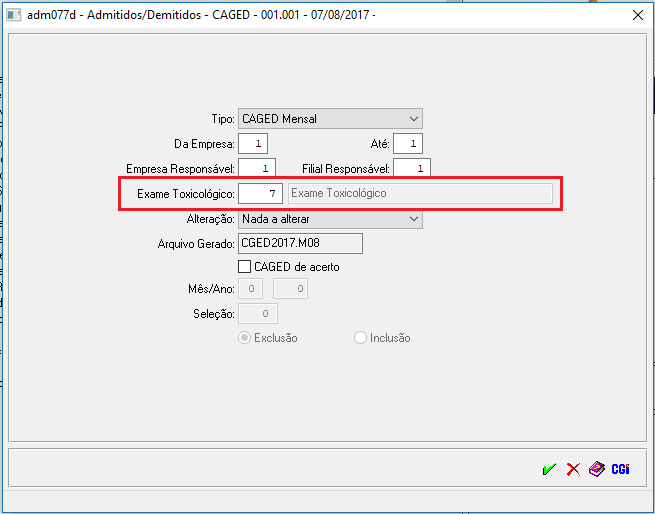 adm077d - Admitidos/Demitidos - CAGED - 001.001 - 07/08/2017 -
Tipo: CAGED Mensal
Da Empresa: 1 Até: 1
Empresa Responsável: 1 Filial Responsável: 1
Exame Toxicológico: 7 Exame Toxicológico
Alteração: Nada a alterar
Arquivo Gerado: CGED2017.M08
CAGED de acerto
Mês/Ano: 0 0
Seleção: 0
Exclusão Inclusão
CGi